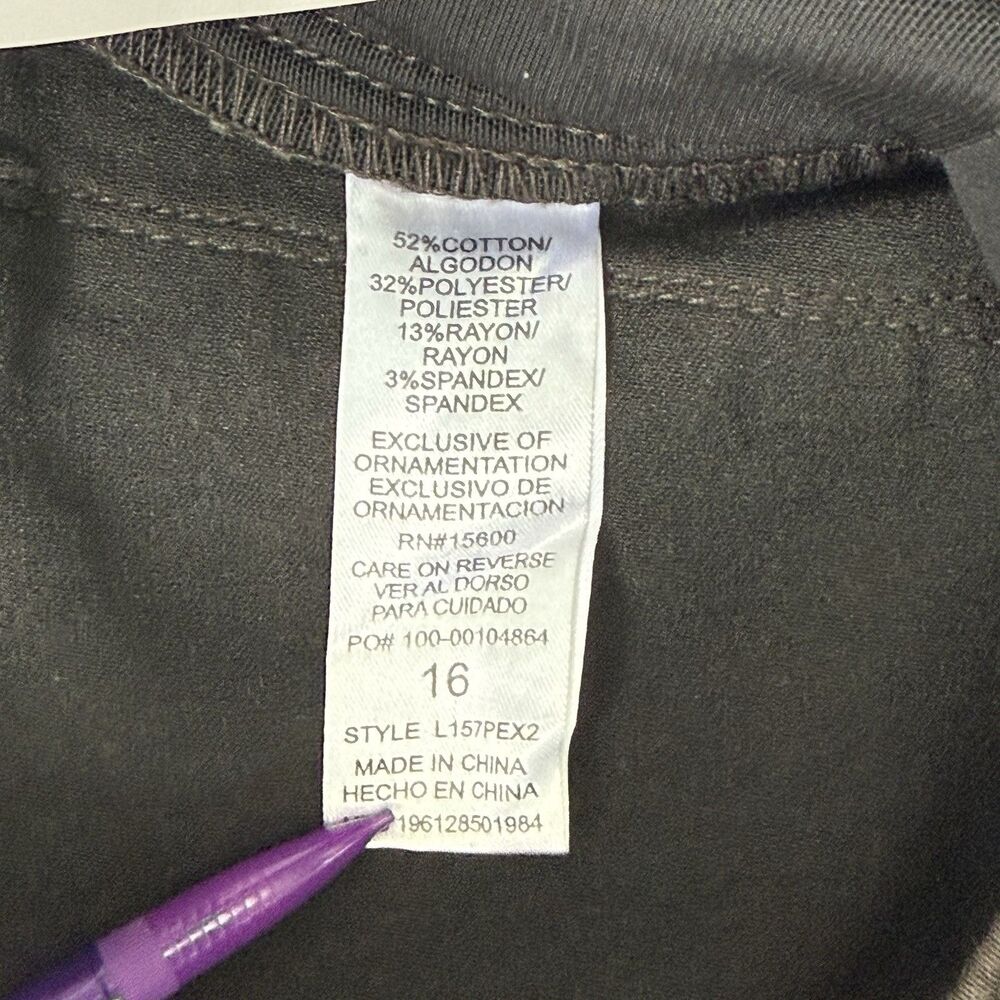 52%COTTON/
ALGODON
32%POLYESTER/
POLIESTER
13%RAYON/
RAYON
3%SPANDEX/
SPANDEX
EXCLUSIVE OF
ORNAMENTATION
EXCLUSIVO DE
ORNAMENTACION
RN#15600
CARE ON REVERSE
VER AL DORSO
PARA CUIDADO
PO# 100-00104864
16
STYLE L157PEX2
MADE IN CHINA
HECHO EN CHINA
196128501984